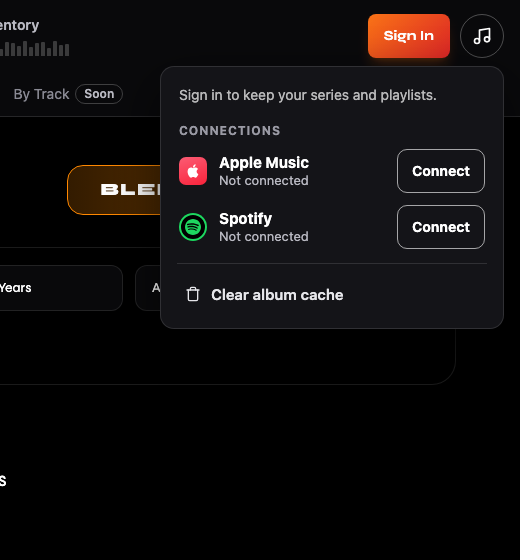 entory
Sign In
By Track Soon
Sign in to keep your series and playlists.
CONNECTIONS
Apple Music
Not connected
Connect
Spotify
Not connected
Connect
Clear album cache
BLE
Years
A
s